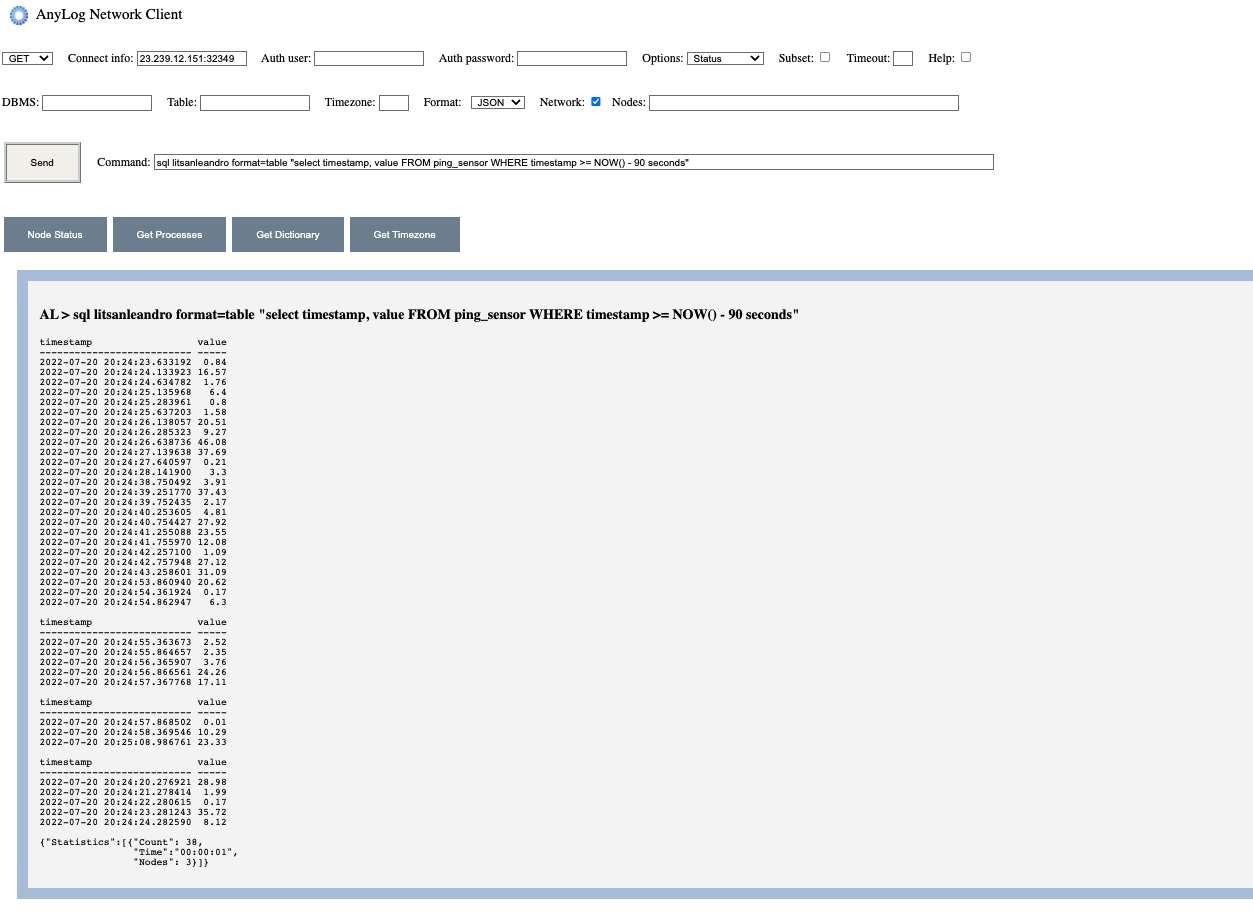 AnyLog Network Client
GET Connect info: 23.239.12.151:32349 Auth user: Auth password: Options: Status Subset: Timeout: Help:
DBMS: Table: Timezone: Format: JSON Network: Nodes:
Send Command: sql litsanleandro format=table "select timestamp, value FROM ping_sensor WHERE timestamp >= NOW() - 90 seconds"
Node Status Get Processes Get Dictionary Get Timezone
AL > sql litsanleandro format=table "select timestamp, value FROM ping_sensor WHERE timestamp >= NOW() - 90 seconds"
timestamp                  value
-------------------------- -----
2022-07-20 20:24:23.633192  0.84
2022-07-20 20:24:24.133923 16.57
2022-07-20 20:24:24.634782  1.76
2022-07-20 20:24:25.135968   6.4
2022-07-20 20:24:25.283961   0.8
2022-07-20 20:24:25.637203  1.58
2022-07-20 20:24:26.138057 20.51
2022-07-20 20:24:26.285323  9.27
2022-07-20 20:24:26.638736 46.08
2022-07-20 20:24:27.139638 37.69
2022-07-20 20:24:27.640597  0.21
2022-07-20 20:24:28.141900   3.3
2022-07-20 20:24:38.750492  3.91
2022-07-20 20:24:39.251770 37.43
2022-07-20 20:24:39.752435  2.17
2022-07-20 20:24:40.253605  4.81
2022-07-20 20:24:40.754427 27.92
2022-07-20 20:24:41.255088 23.55
2022-07-20 20:24:41.755970 12.08
2022-07-20 20:24:42.257100  1.09
2022-07-20 20:24:42.757948 27.12
2022-07-20 20:24:43.258601 31.09
2022-07-20 20:24:53.860940 20.62
2022-07-20 20:24:54.361924  0.17
2022-07-20 20:24:54.862947   6.3
timestamp                  value
-------------------------- -----
2022-07-20 20:24:55.363673  2.52
2022-07-20 20:24:55.864657  2.35
2022-07-20 20:24:56.365907  3.76
2022-07-20 20:24:56.866561 24.26
2022-07-20 20:24:57.367768 17.11
timestamp                  value
-------------------------- -----
2022-07-20 20:24:57.868502  0.01
2022-07-20 20:24:58.369546 10.29
2022-07-20 20:25:08.986761 23.33
timestamp                  value
-------------------------- -----
2022-07-20 20:24:20.276921 28.98
2022-07-20 20:24:21.278414  1.99
2022-07-20 20:24:22.280615  0.17
2022-07-20 20:24:23.281243 35.72
2022-07-20 20:24:24.282590  8.12
{"Statistics":[{"Count": 38,
"Time":"00:00:01",
"Nodes": 3}]}